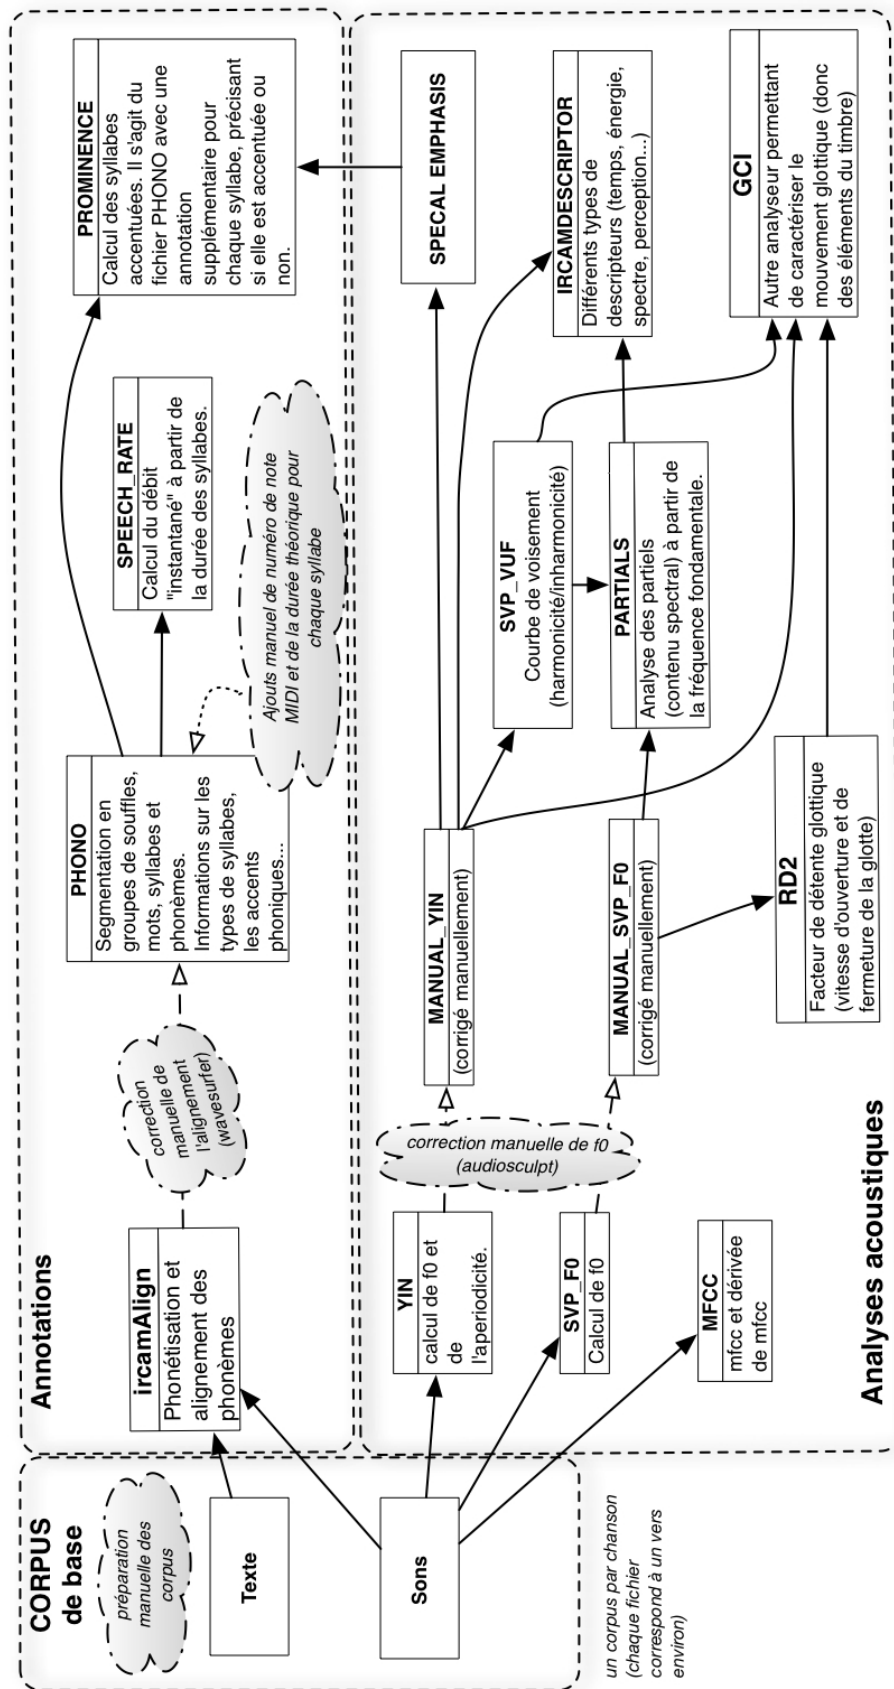 CORPUS
de base
préparation
manuelle des
corpus
Texte
Sons
un corpus par chanson
(chaque fichier
correspond à un vers
environ)
Annotations
ircamAlign
Phonétisation et
alignement des
phonèmes
correction
manuelle de
l'alignement
(wavesurfer)
PHONO
Segmentation en
groupes de souffles,
mots, syllabes et
phonèmes.
Informations sur les
types de syllabes,
les accents
phoniques...
SPEECH_RATE
Calcul du débit
"instantané" à partir de
la durée des syllabes.
Ajouts manuel de numéro de note
MIDI et de la durée théorique pour
chaque syllabe
PROMINENCE
Calcul des syllabes
accentuées. Il s'agit du
fichier PHONO avec une
annotation
supplémentaire pour
chaque syllabe, précisant
si elle est accentuée ou
non.
YIN
calcul de f0 et
de
l'aperiodicité.
SVP_F0
Calcul de f0
MFCC
mfcc et dérivée
de mfcc
correction manuelle de f0
(audiosculpt)
MANUAL_YIN
(corrigé manuellement)
MANUAL_SVP_F0
(corrigé manuellement)
SVP_VUF
Courbe de voisement
(harmonicité/inharmonicité)
PARTIALS
Analyse des partiels
(contenu spectral) à partir de
la fréquence fondamentale.
RD2
Facteur de détente glottique
(vitesse d'ouverture et de
fermeture de la glotte)
SPECAL EMPHASIS
IRCAMDESCRIPTOR
Différents types de
descripteurs (temps, énergie,
spectre, perception...)
GCI
Autre analyseur permettant
de caractériser le
mouvement glottique (donc
des éléments du timbre)
Analyses acoustiques